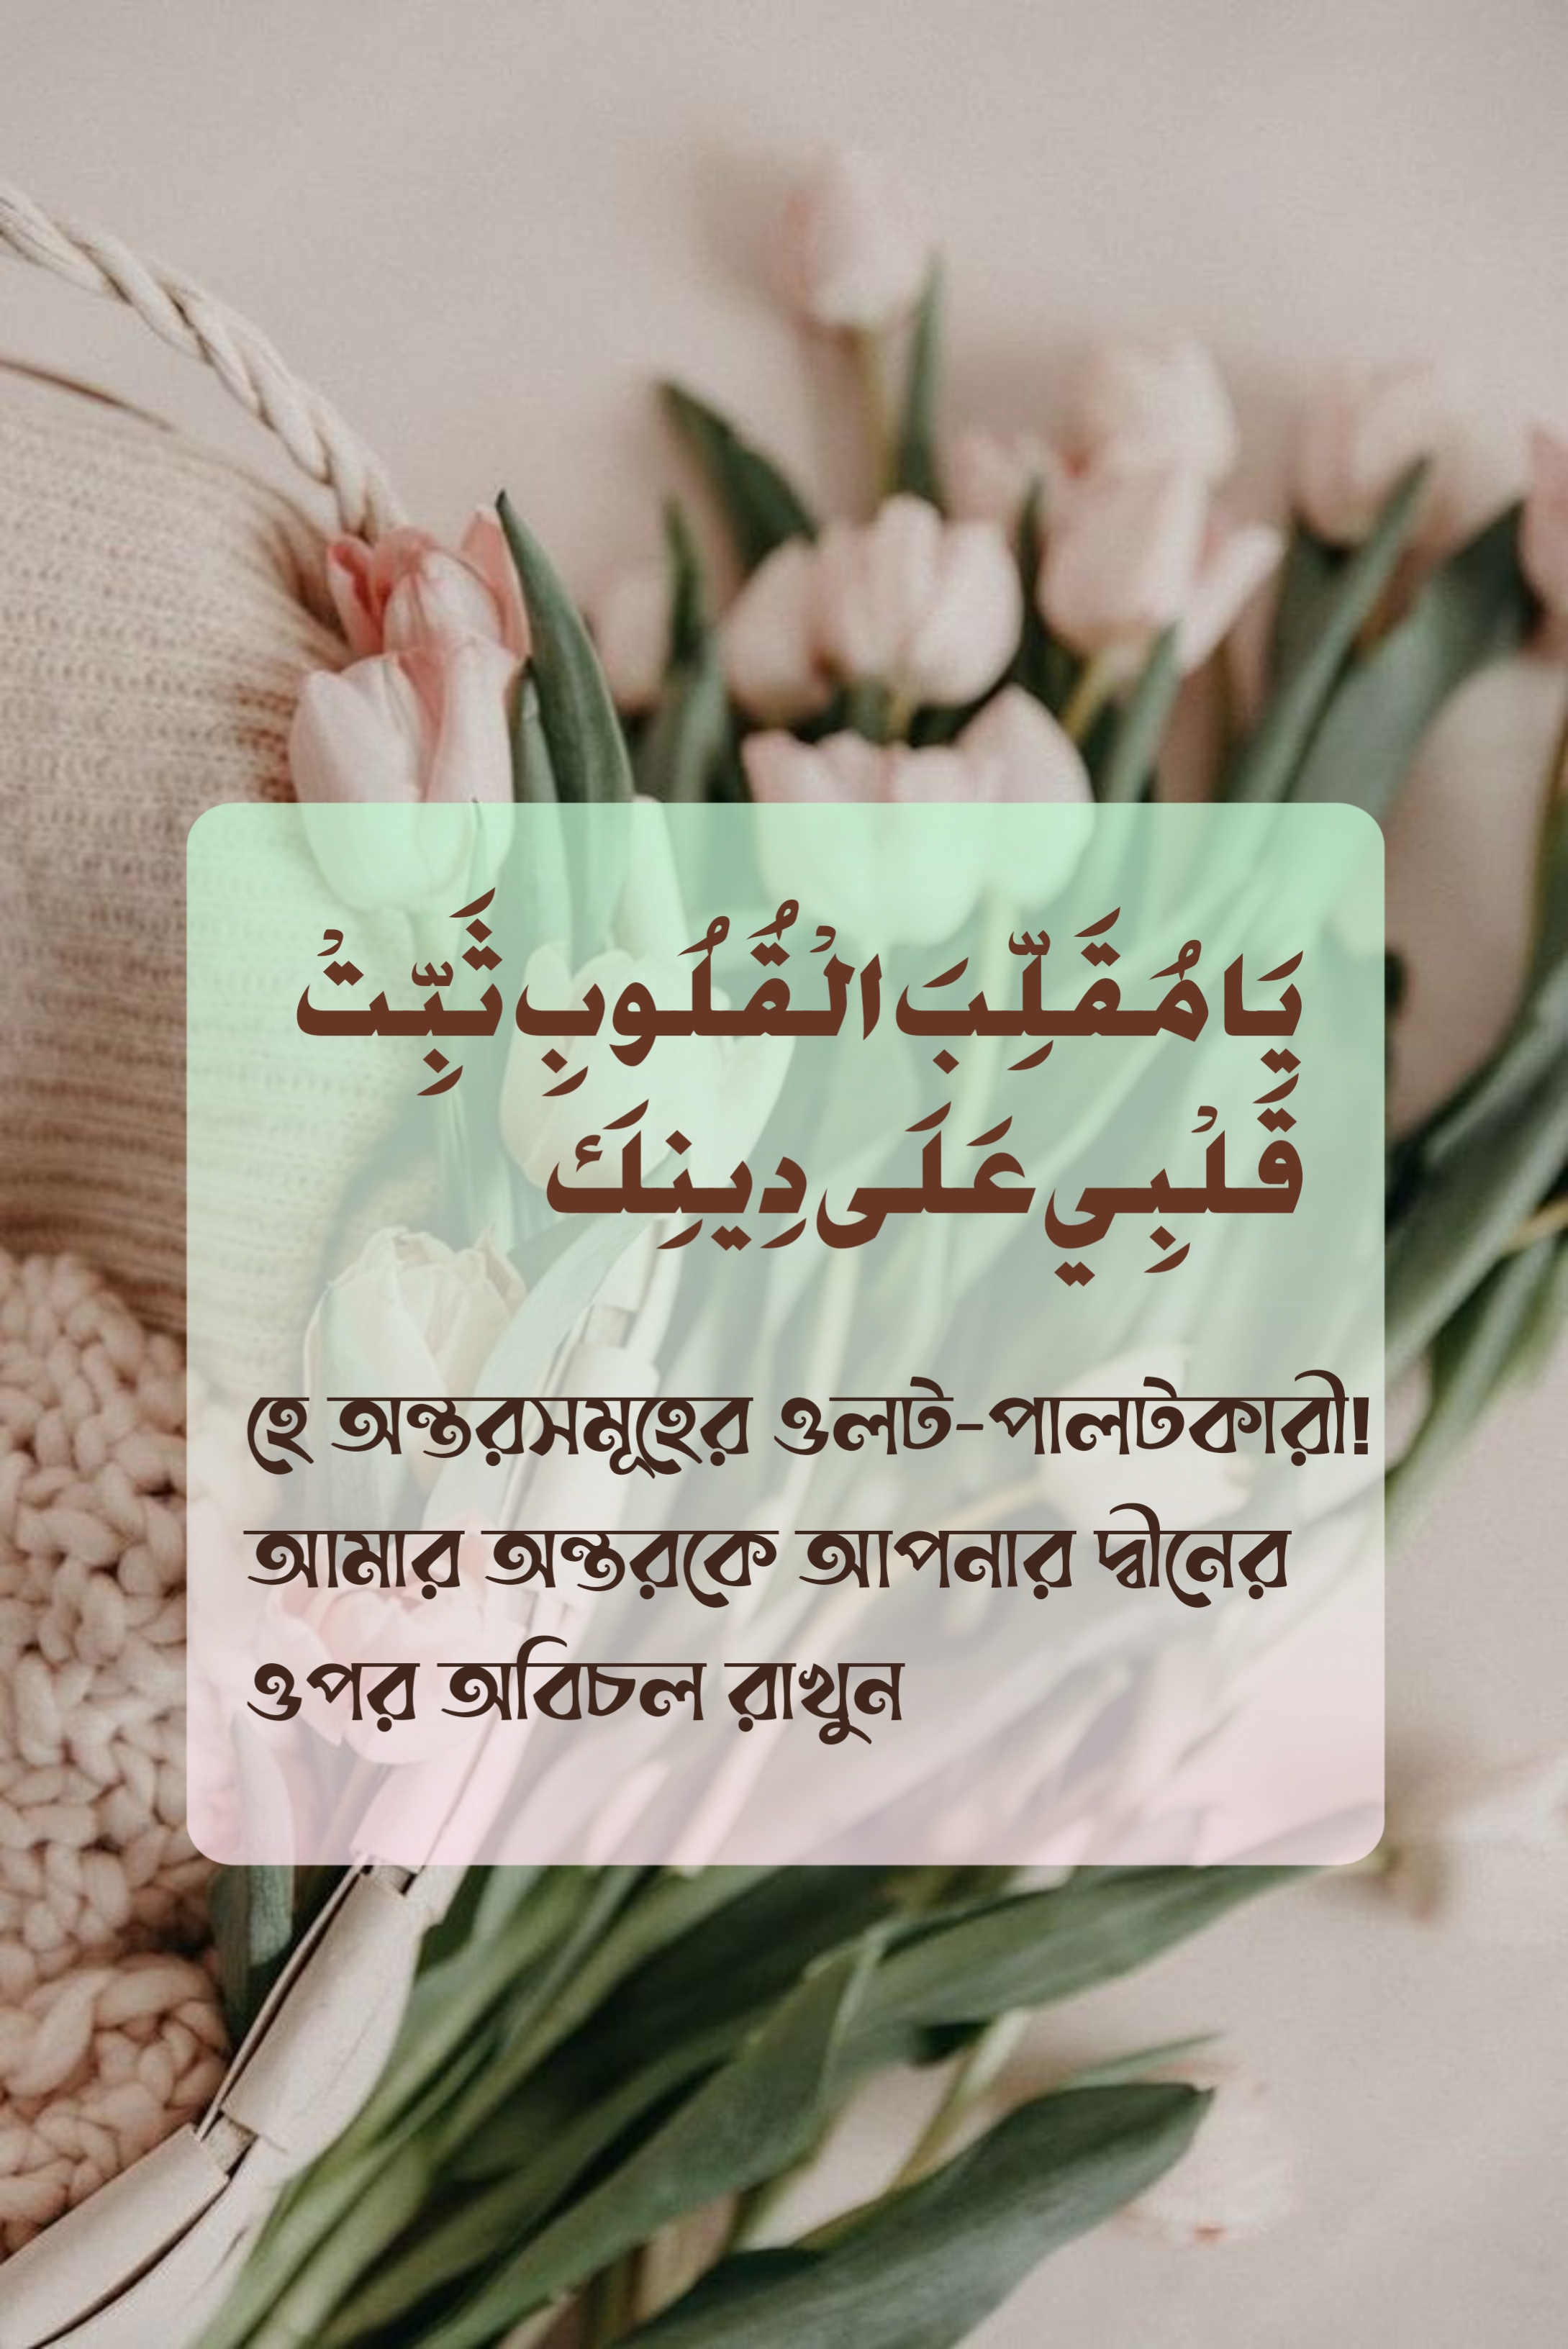 يَا مُقَلِّبَ الْقُلُوبِ ثَبِّتْ
قَلْبِي عَلَى دِينِكَ
হে অন্তরসমূহের ওলট-পালটকারী!
আমার অন্তরকে আপনার দ্বীনের
ওপর অবিচল রাখুন